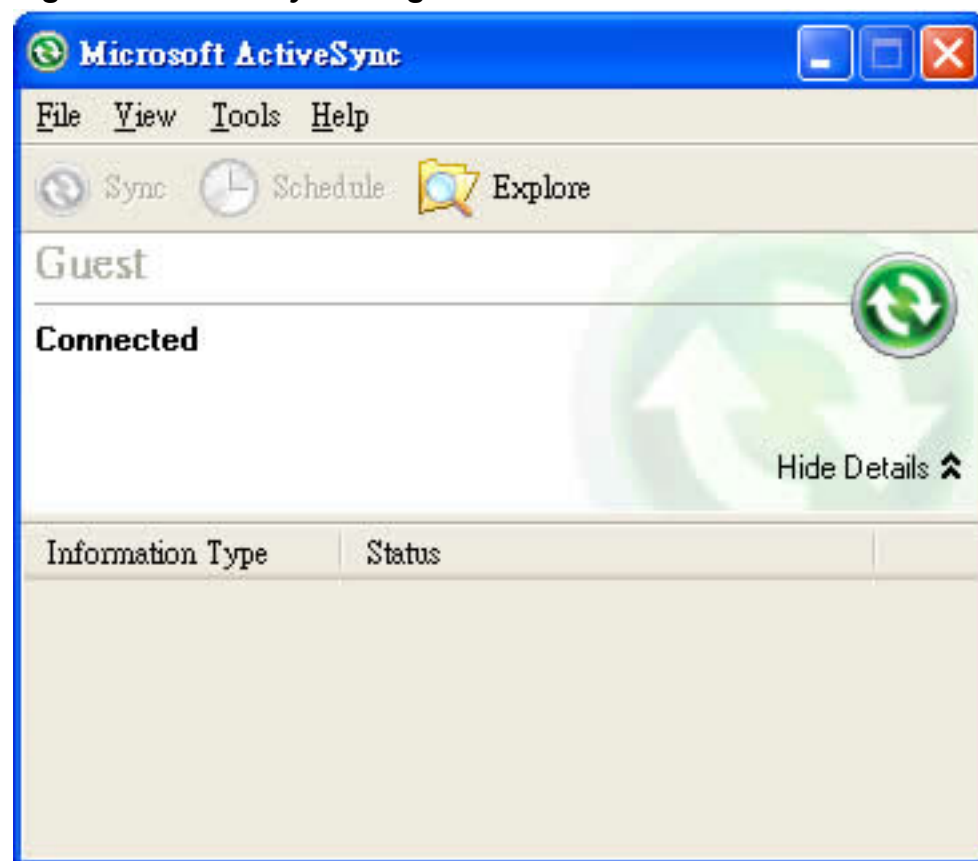 Microsoft ActiveSync
File View Tools Help
Sync Schedule Explore
Guest
Connected
Hide Details
Information Type Status